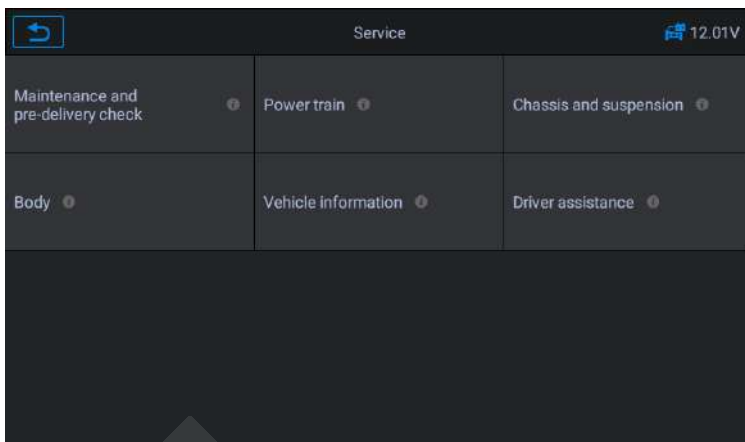 Service
12.01V
Maintenance and
pre-delivery check
Power train
Chassis and suspension
Body
Vehicle information
Driver assistance